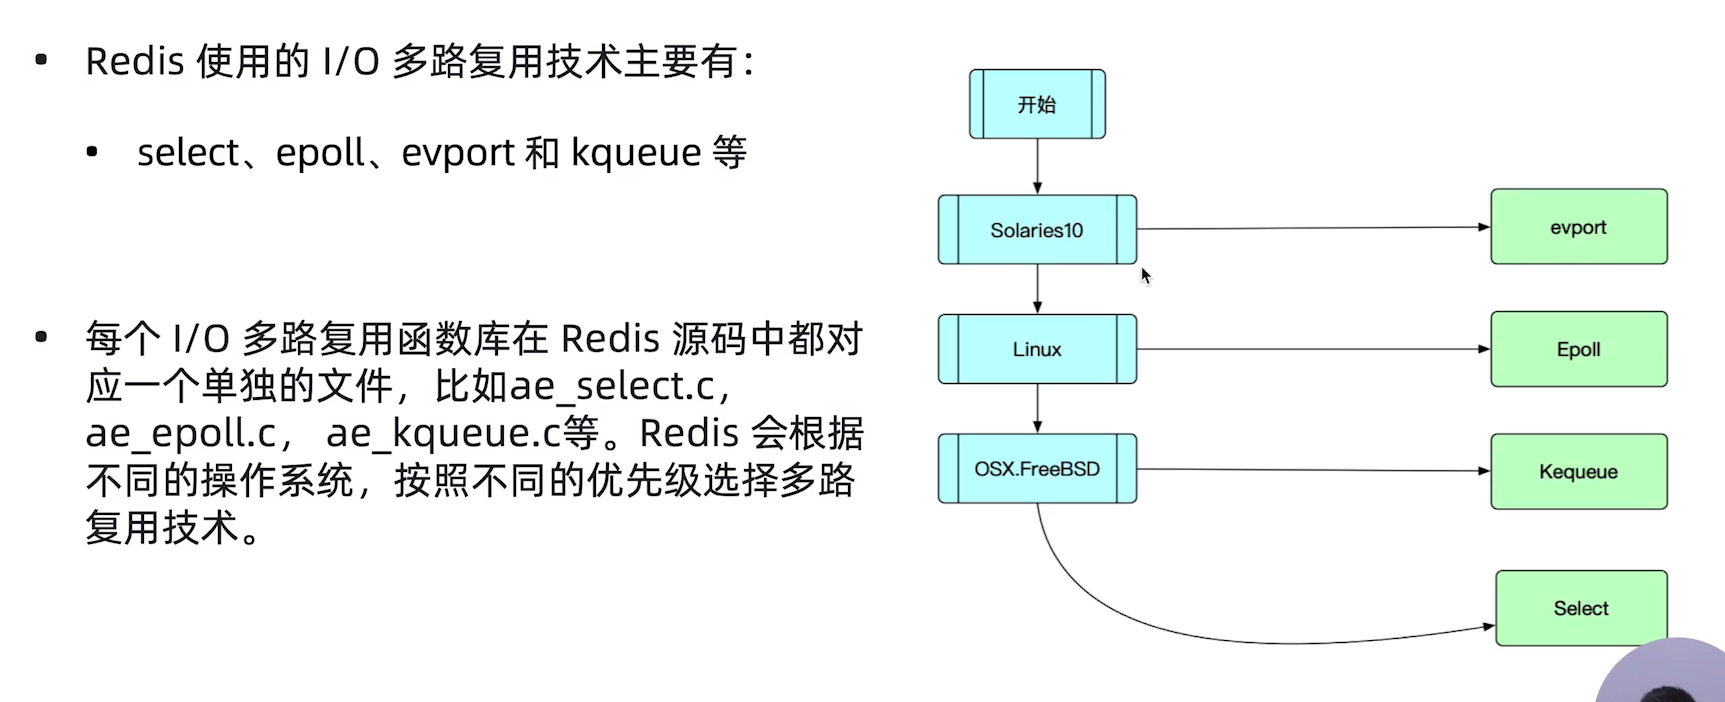 • Redis 使用的 I/O 多路复用技术主要有：
• select、epoll、evport 和 kqueue 等
• 每个 I/O 多路复用函数库在 Redis 源码中都对
应一个单独的文件，比如ae_select.c，
ae_epoll.c， ae_kqueue.c等。Redis 会根据
不同的操作系统，按照不同的优先级选择多路
复用技术。
开始
Solaries10
evport
Linux
Epoll
OSX.FreeBSD
Kequeue
Select